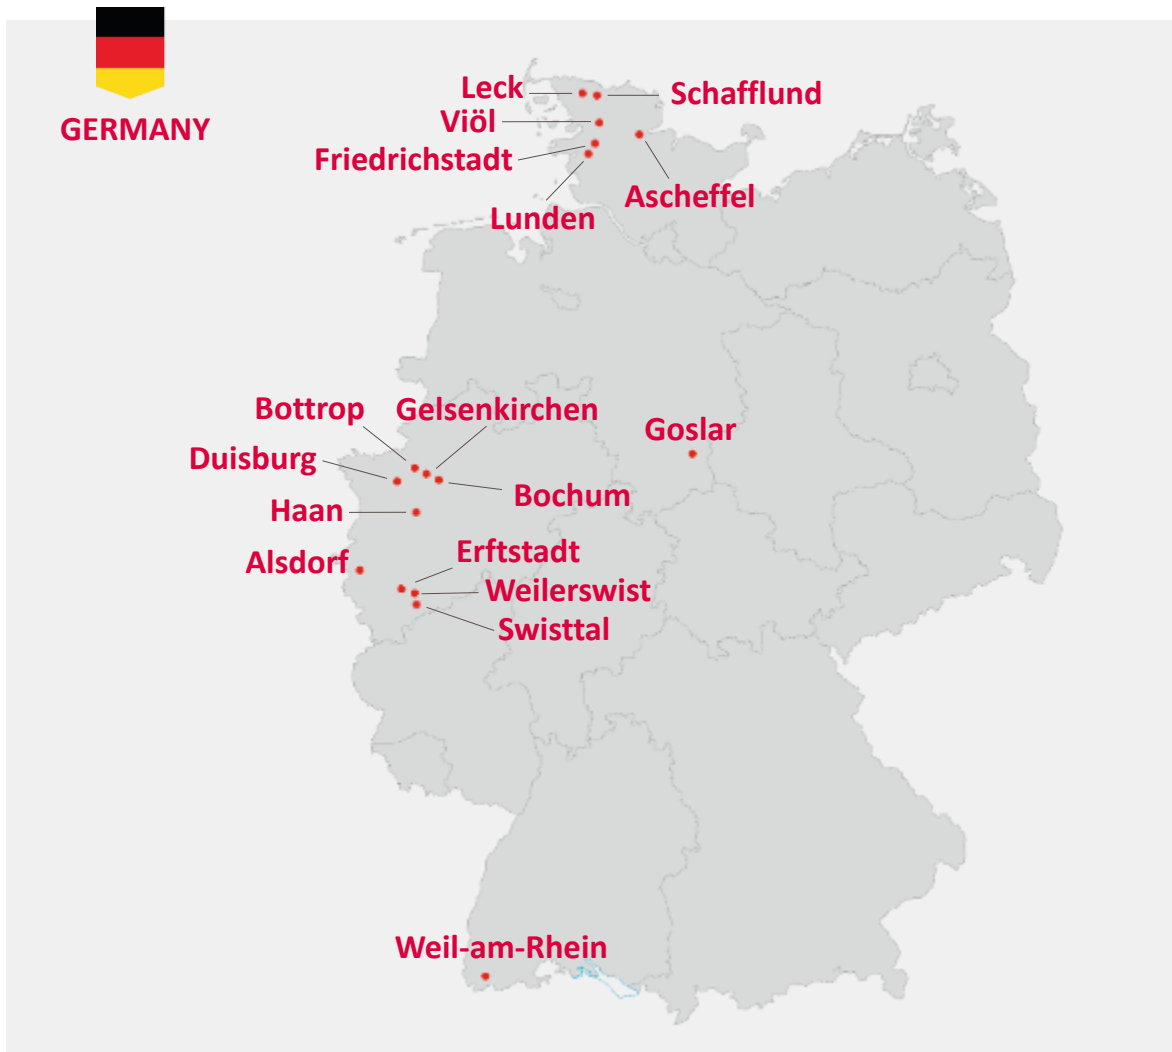 GERMANY
Leck
Schafflund
Viöl
Friedrichstadt
Ascheffel
Lunden
Bottrop
Gelsenkirchen
Goslar
Duisburg
Bochum
Haan
Alsdorf
Erftstadt
Weilerswist
Swisttal
Weil-am-Rhein